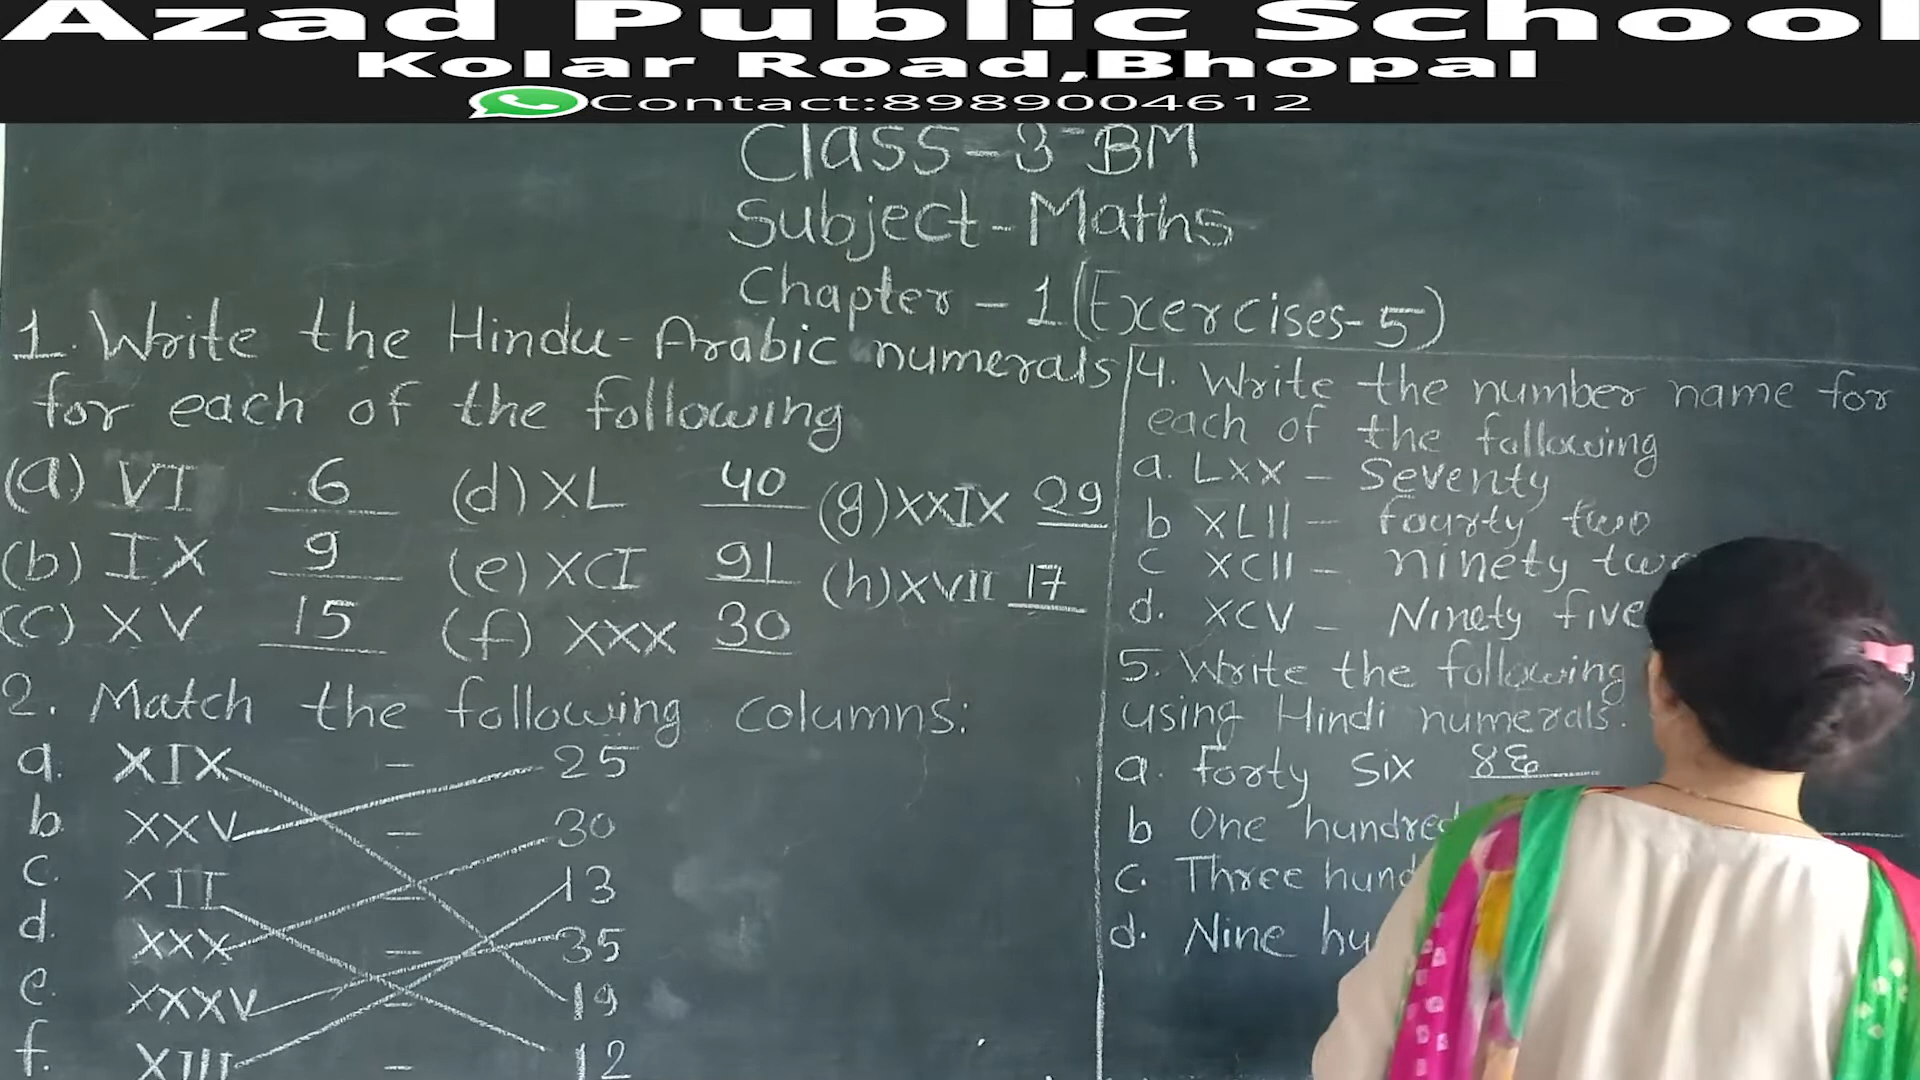 Azad Public School
Kolar Road,Bhopal
Contact:8989004612
Class-3 BM
Subject-Maths
Chapter - 1 (Exercises-5)
1. Write the Hindu-Arabic numerals
for each of the following
(a) VI 6 (d) XL 40 (g) XXIX 29
(b) IX 9 (e) XCI 91 (h) XVII 17
(c) XV 15 (f) XXX 30
2. Match the following columns:
a. XIX - 25
b XXV - 30
c. XII - 13
d. XXX - 35
e. XXXV - 19
f. XIII - 12
4. Write the number name for
each of the following
a. LXX - Seventy
b XLII - fourty two
c XCII - ninety two
d. XCV - Ninety five
5. Write the following
using Hindi numerals.
a. forty six ४६
b One hundred
c. Three
d. Nine